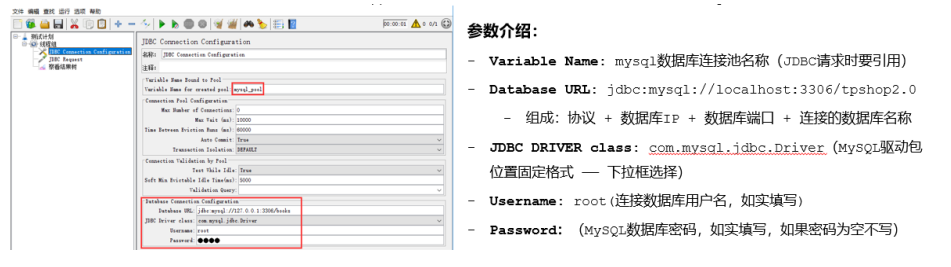 文件 编辑 查找 运行 选项 帮助
00:00:01 0 0/1
测试计划
线程组
JDBC Connection Configuration
JDBC Request
察看结果树
JDBC Connection Configuration
名称: JDBC Connection Configuration
注释:
Variable Name Bound to Pool
Variable Name for created pool: mysql_pool
Connection Pool Configuration
Max Number of Connections: 0
Max Wait (ms): 10000
Time Between Eviction Runs (ms): 60000
Auto Commit: True
Transaction Isolation: DEFAULT
Connection Validation by Pool
Test While Idle: True
Soft Min Evictable Idle Time(ms): 5000
Validation Query:
Database Connection Configuration
Database URL: jdbc:mysql://127.0.0.1:3306/books
JDBC Driver class: com.mysql.jdbc.Driver
Username: root
Password: ●●●●
参数介绍：
- Variable Name: mysql数据库连接池名称（JDBC请求时要引用）
- Database URL: jdbc:mysql://localhost:3306/tpshop2.0
- 组成：协议 + 数据库IP + 数据库端口 + 连接的数据库名称
- JDBC DRIVER class: com.mysql.jdbc.Driver（MySQL驱动包
位置固定格式 —— 下拉框选择）
- Username: root(连接数据库用户名，如实填写)
- Password: （MySQL数据库密码，如实填写，如果密码为空不写）